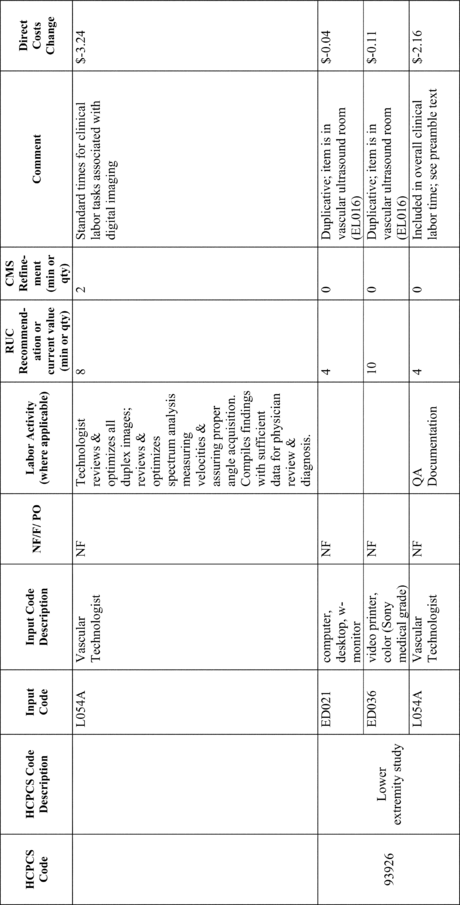 HCPCS
Code
HCPCS Code
Description
Input
Code
Input Code
Description
NF/F/ PO
Labor Activity
(where applicable)
RUC
Recommend-
ation or
current value
(min or qty)
CMS
Refine-
ment
(min or
qty)
Comment
Direct
Costs
Change
L054A
Vascular
Technologist
NF
Technologist
reviews &
optimizes all
duplex images;
reviews &
optimizes
spectrum analysis
measuring
velocities &
assuring proper
angle acquisition.
Compiles findings
with sufficient
data for physician
review &
diagnosis.
8
2
Standard times for clinical
labor tasks associated with
digital imaging
$-3.24
93926
Lower
extremity study
ED021
computer,
desktop, w-
monitor
NF
4
0
Duplicative; item is in
vascular ultrasound room
(EL016)
$-0.04
ED036
video printer,
color (Sony
medical grade)
NF
10
0
Duplicative; item is in
vascular ultrasound room
(EL016)
$-0.11
L054A
Vascular
Technologist
NF
QA
Documentation
4
0
Included in overall clinical
labor time; see preamble text
$-2.16